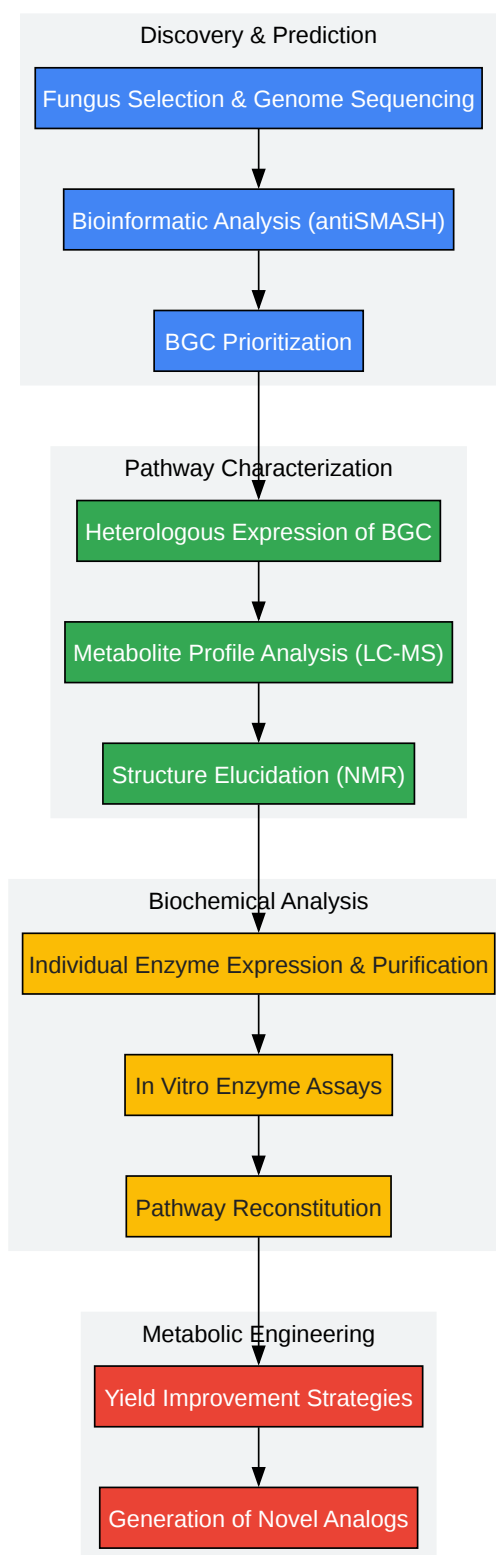 Discovery & Prediction
Fungus Selection & Genome Sequencing
Bioinformatic Analysis (antiSMASH)
BGC Prioritization
Pathway Characterization
Heterologous Expression of BGC
Metabolite Profile Analysis (LC-MS)
Structure Elucidation (NMR)
Biochemical Analysis
Individual Enzyme Expression & Purification
In Vitro Enzyme Assays
Pathway Reconstitution
Metabolic Engineering
Yield Improvement Strategies
Generation of Novel Analogs